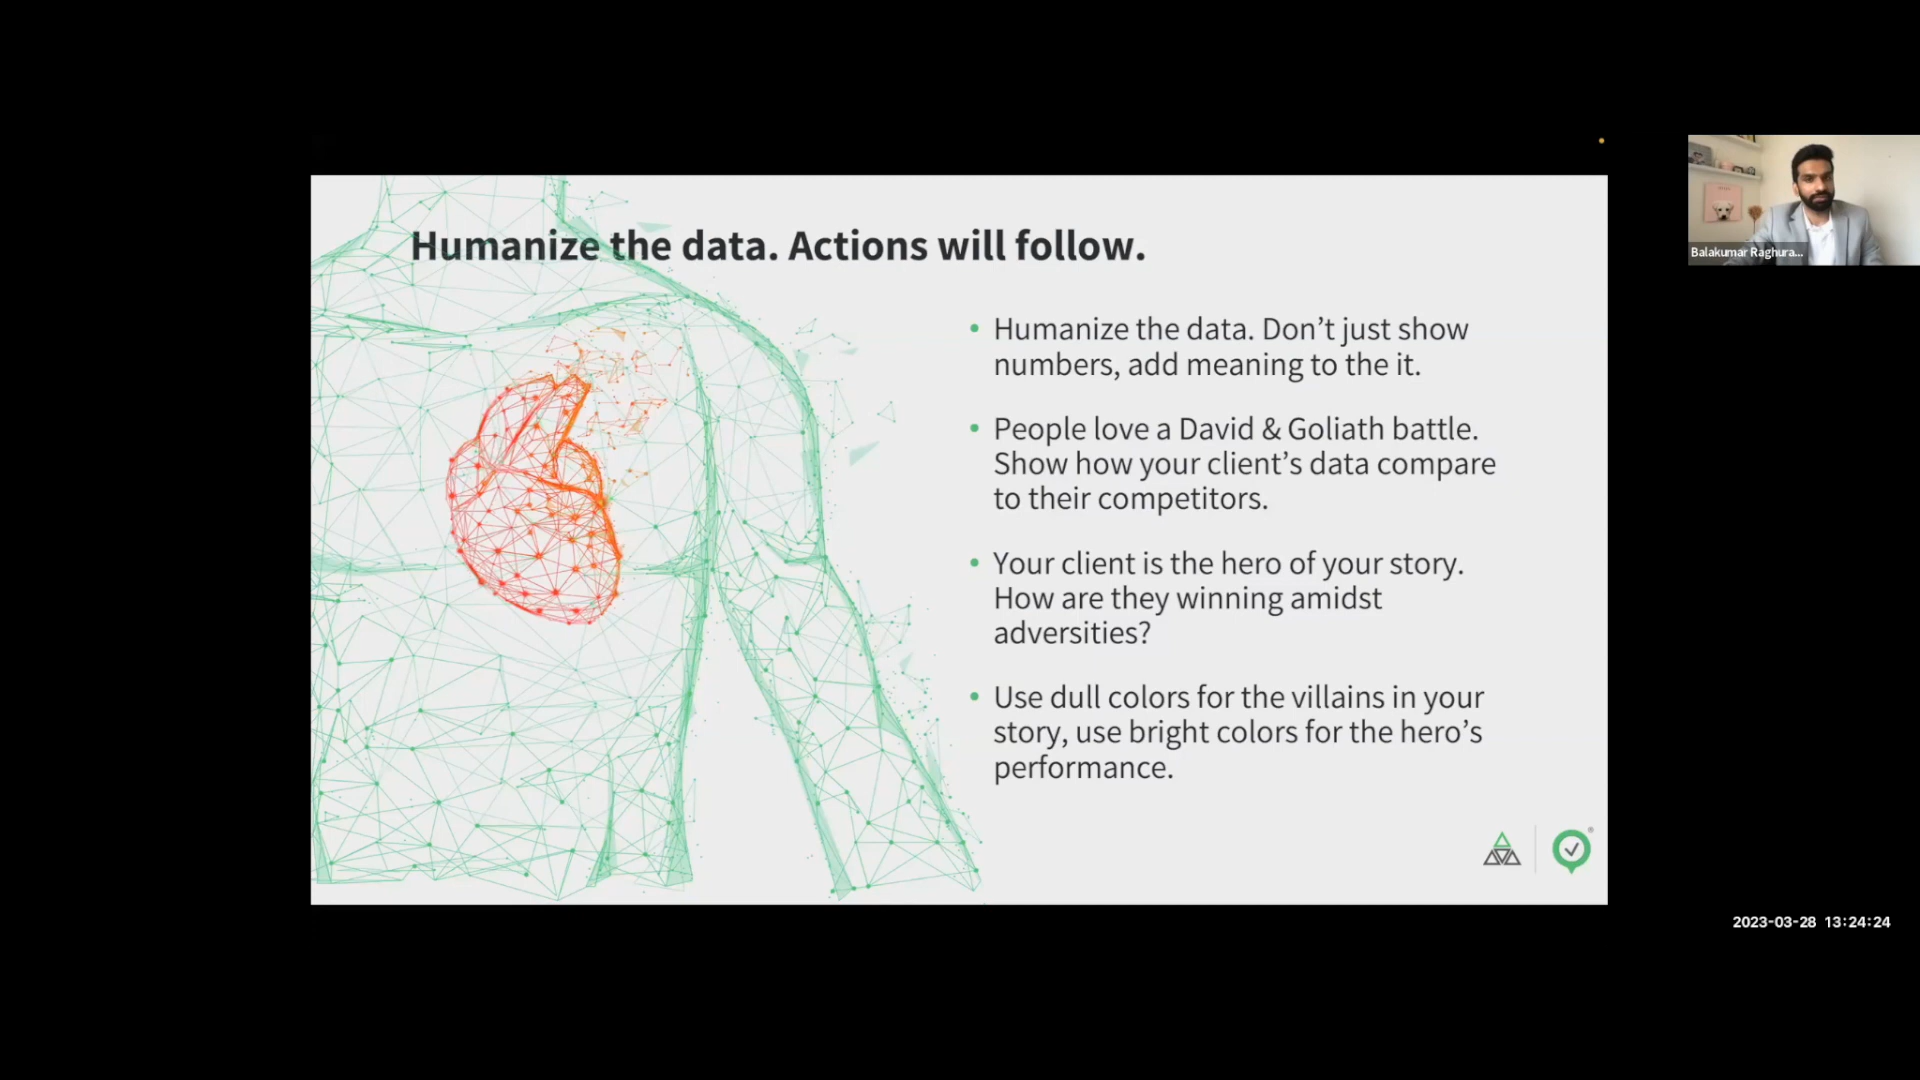 Humanize the data. Actions will follow.
• Humanize the data. Don’t just show
numbers, add meaning to the it.
• People love a David & Goliath battle.
Show how your client’s data compare
to their competitors.
• Your client is the hero of your story.
How are they winning amidst
adversities?
• Use dull colors for the villains in your
story, use bright colors for the hero’s
performance.
Balakumar Raghura...
2023-03-28 13:24:24